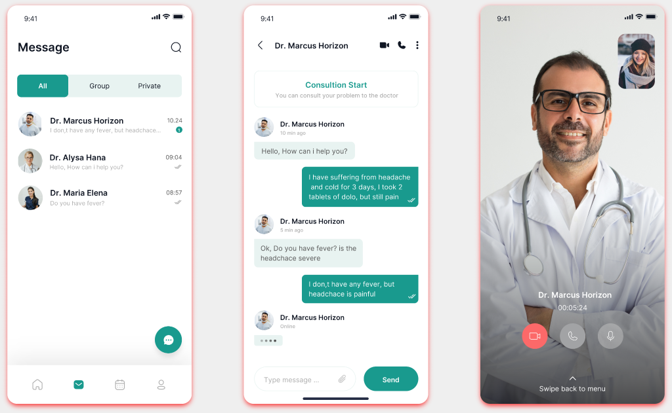 9:41
Message
All
Group
Private
Dr. Marcus Horizon
10.24
I don,t have any fever, but headchace...
1
Dr. Alysa Hana
09:04
Hello, How can i help you?
Dr. Maria Elena
08:57
Do you have fever?
9:41
Dr. Marcus Horizon
Consultion Start
You can consult your problem to the doctor
Dr. Marcus Horizon
10 min ago
Hello, How can i help you?
I have suffering from headache
and cold for 3 days, I took 2
tablets of dolo, but still pain
Dr. Marcus Horizon
5 min ago
Ok, Do you have fever? is the
headchace severe
I don,t have any fever, but
headchace is painful
Dr. Marcus Horizon
Online
Type message ...
Send
9:41
Dr. Marcus Horizon
00:05:24
Swipe back to menu